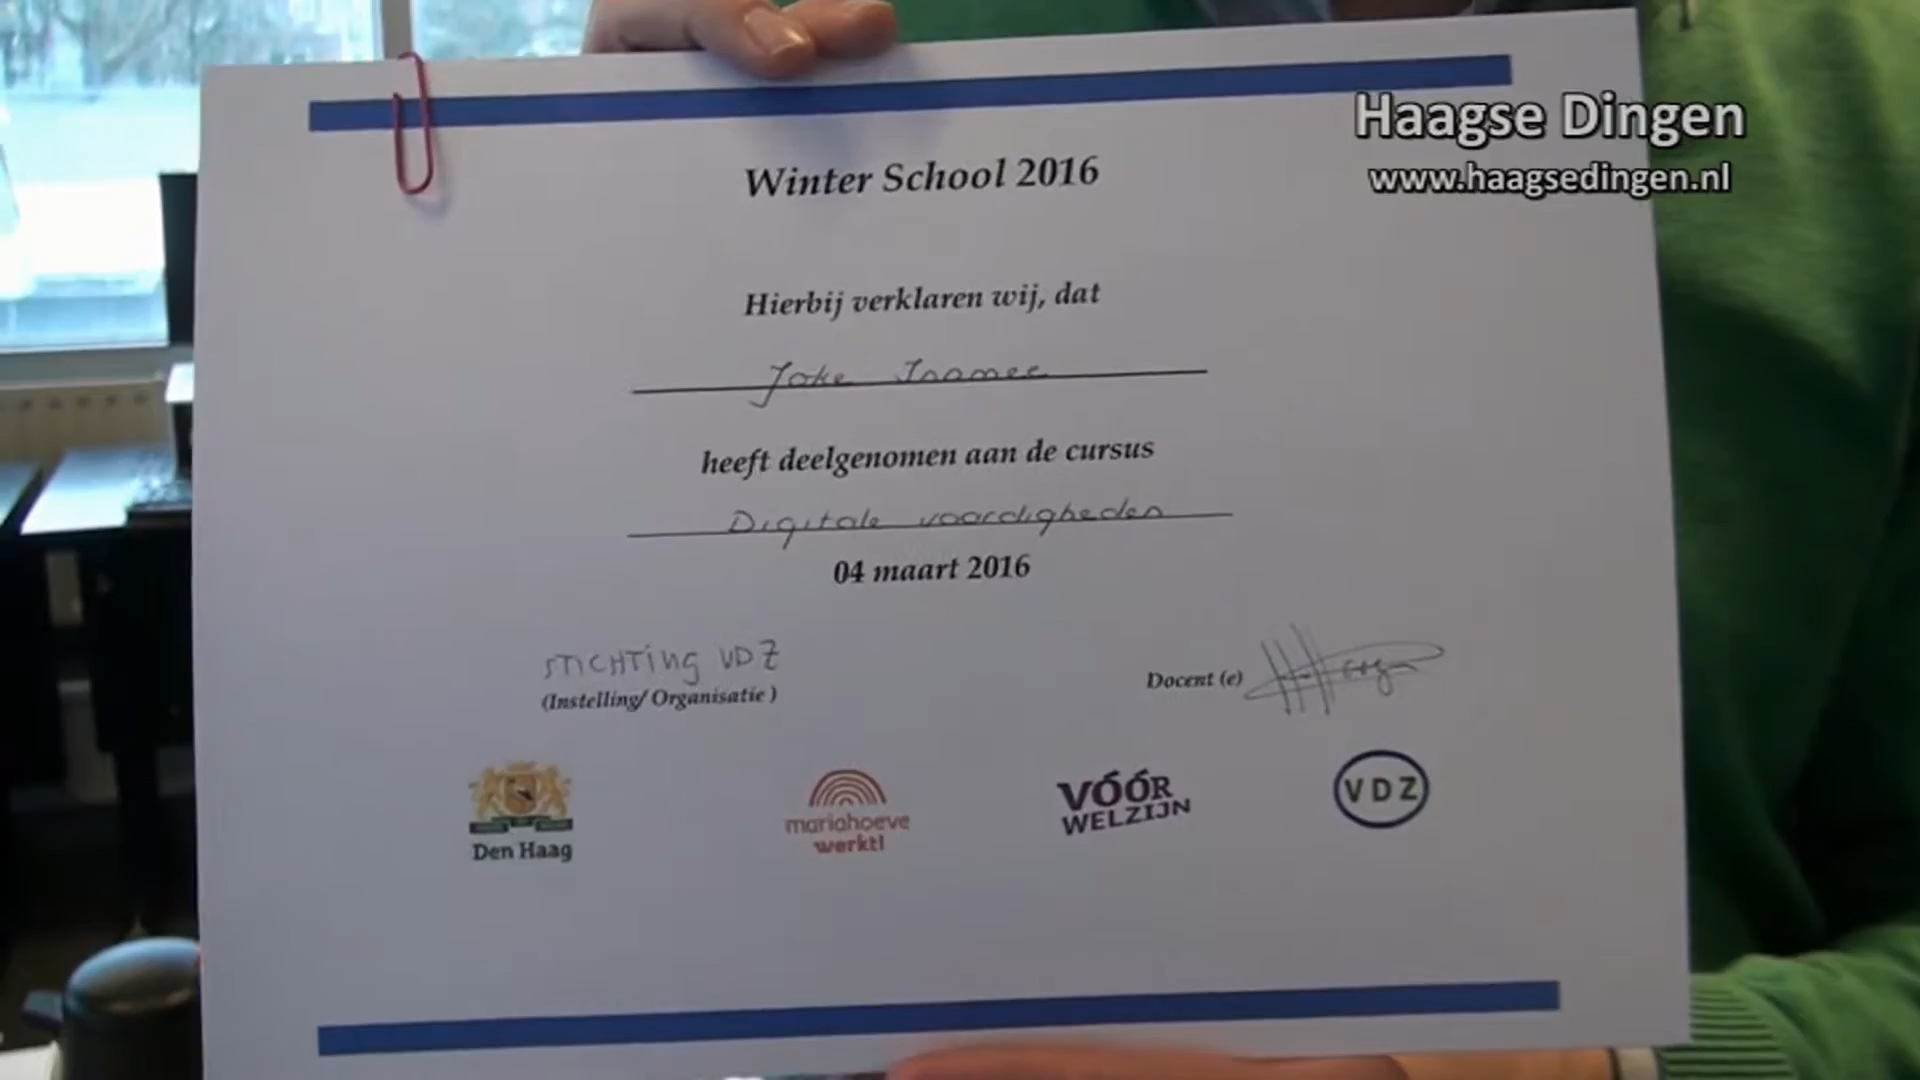 Haagse Dingen
www.haagsedingen.nl
Winter School 2016
Hierbij verklaren wij, dat
Joke
heeft deelgenomen aan de cursus
Digitale vaardigheden
04 maart 2016
STICHTING VDZ
(Instelling/ Organisatie )
Docent (e)
Den Haag
mariahoeve
werkt!
VÓÓR
WELZIJN
VDZ